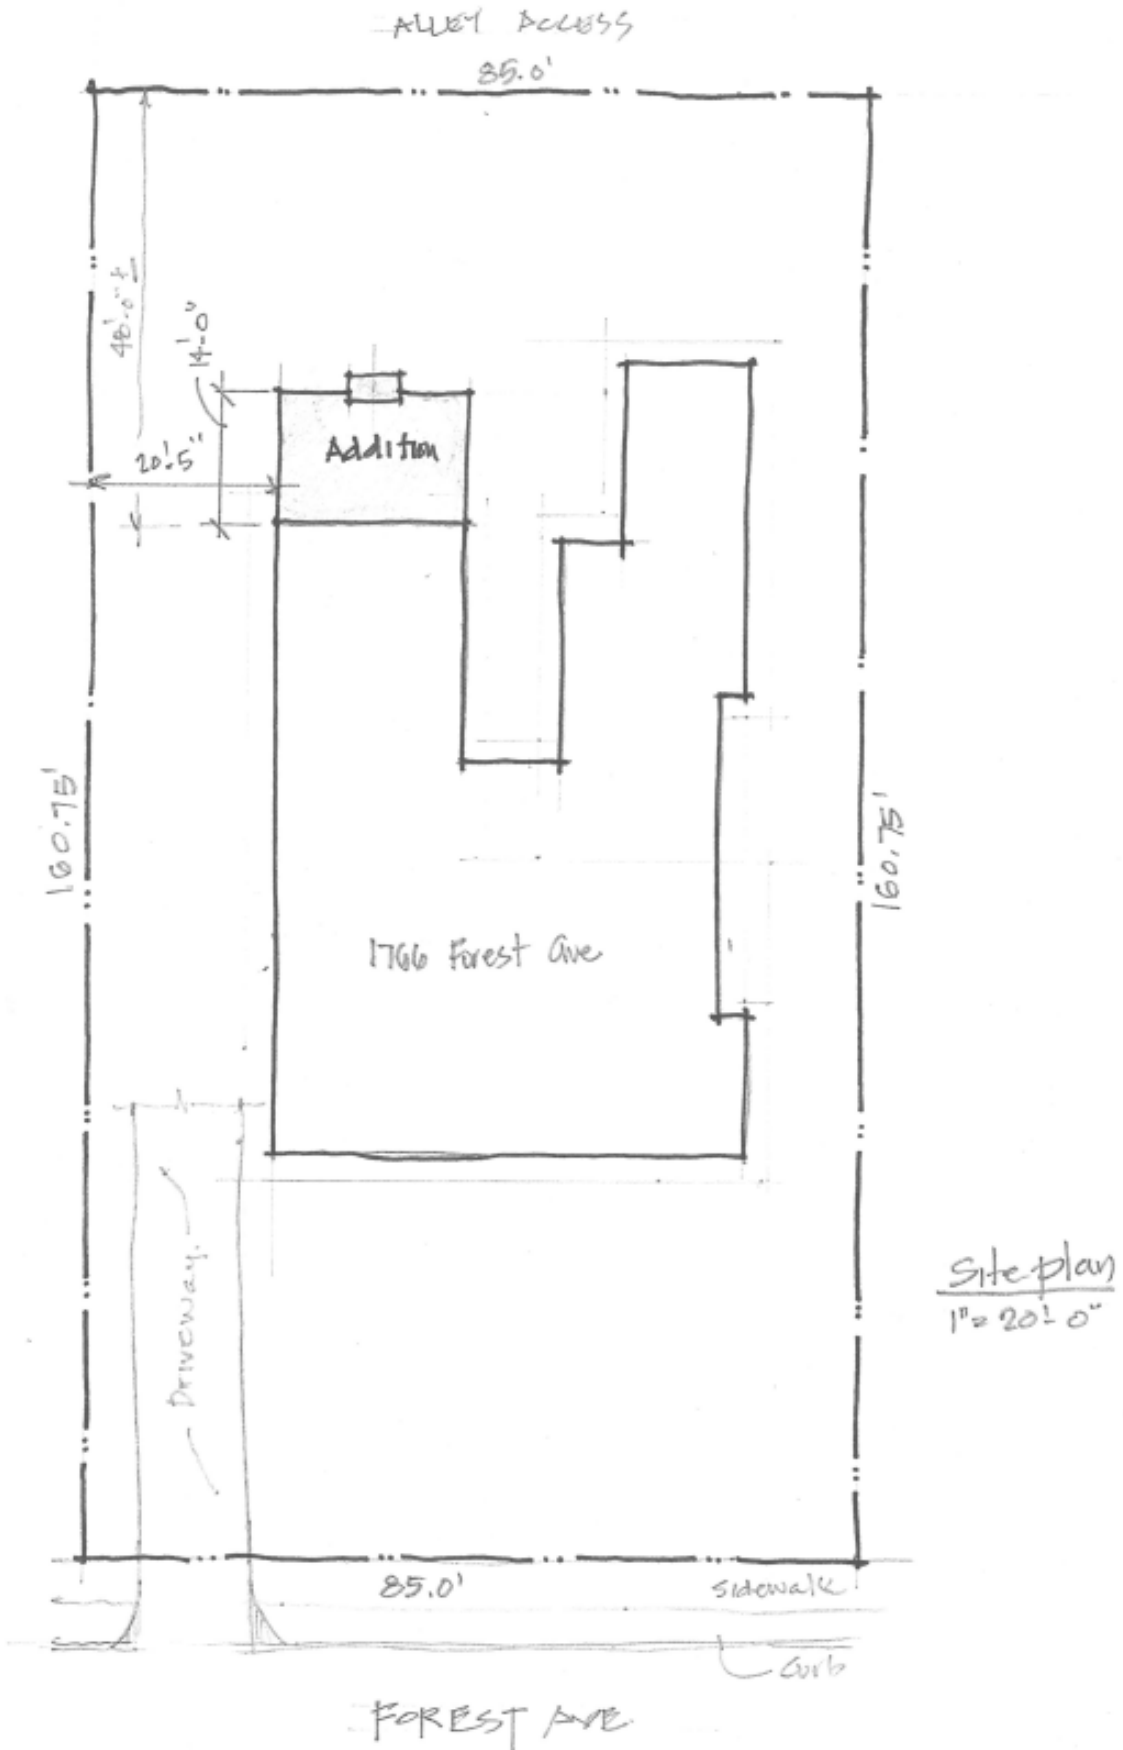 ALLEY ACCESS
85.0'
48'-0" ±
14'-0"
20'-5"
Addition
160.75'
160.75'
1766 Forest Ave
Driveway.
Site plan
1" = 20'-0"
85.0'
Sidewalk
Curb
FOREST AVE